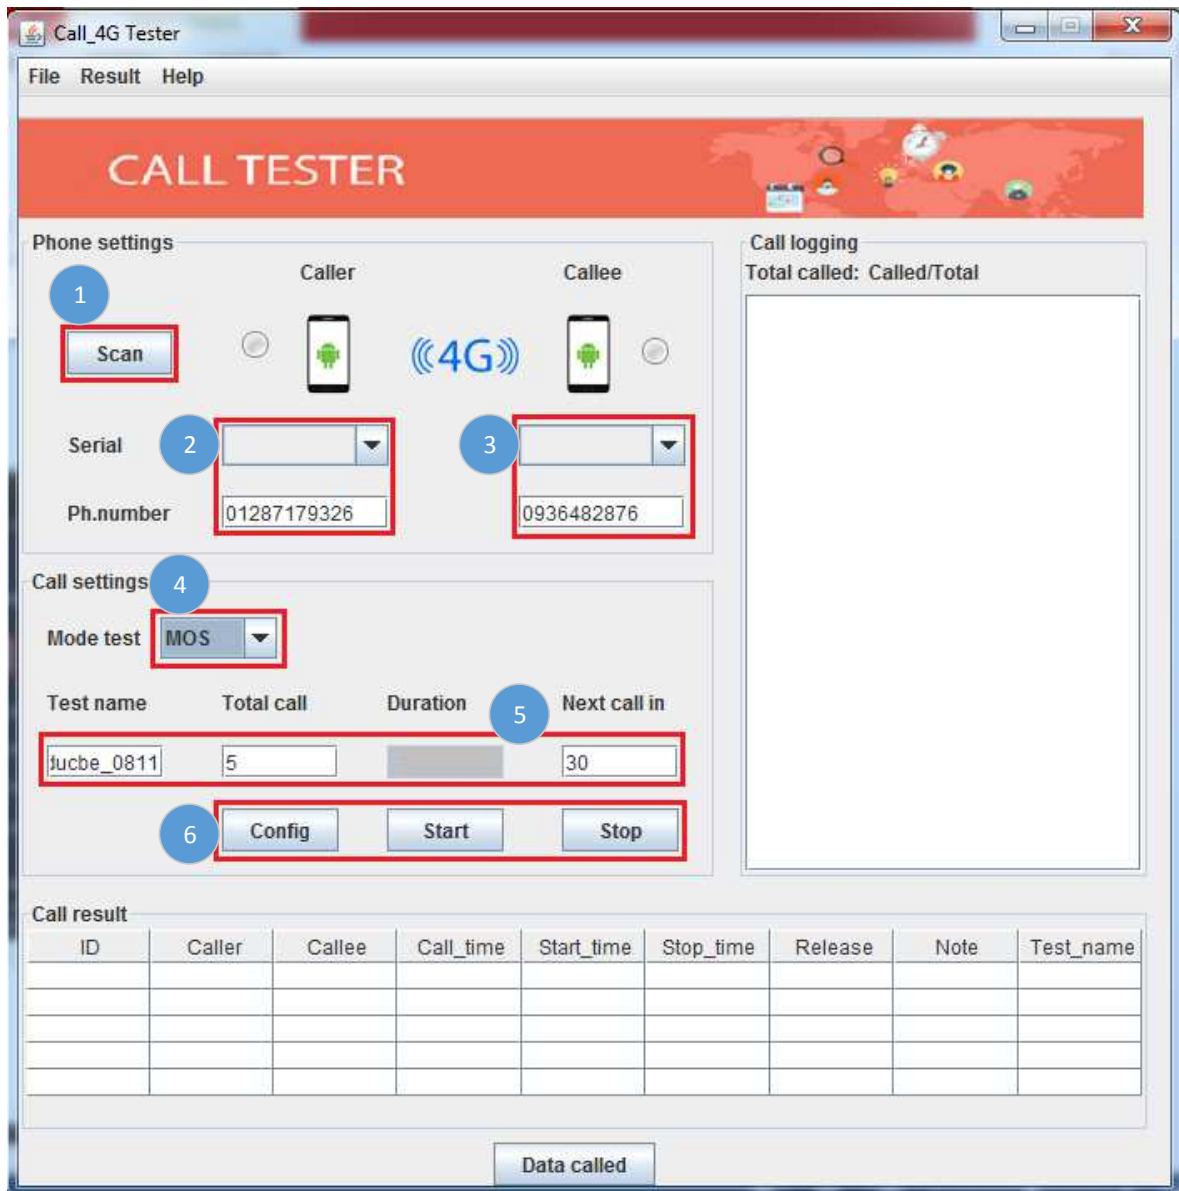 Call_4G Tester
File Result Help
CALL TESTER
Phone settings
Caller Callee
1
Scan
((4G))
Serial 2 3
Ph.number 01287179326 0936482876
Call settings 4
Mode test MOS
Test name Total call Duration 5 Next call in
ducbe_0811 5 30
6 Config Start Stop
Call logging
Total called: Called/Total
Call result
ID Caller Callee Call_time Start_time Stop_time Release Note Test_name
Data called